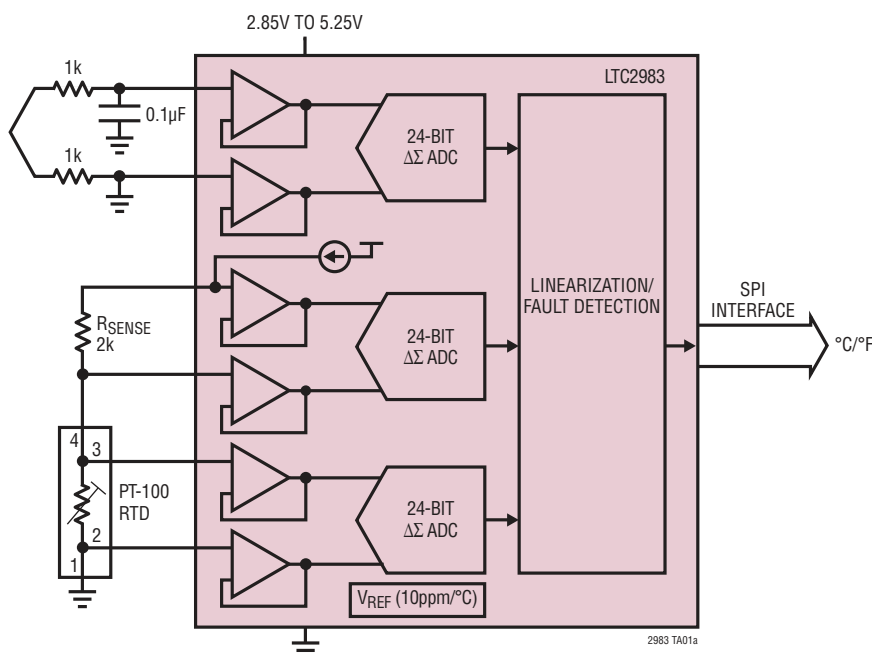 2.85V TO 5.25V
LTC2983
1k
0.1µF
1k
24-BIT
ΔΣ ADC
LINEARIZATION/
FAULT DETECTION
SPI
INTERFACE
°C/°F
RSENSE
2k
24-BIT
ΔΣ ADC
4
3
PT-100
RTD
2
1
24-BIT
ΔΣ ADC
VREF (10ppm/°C)
2983 TA01a